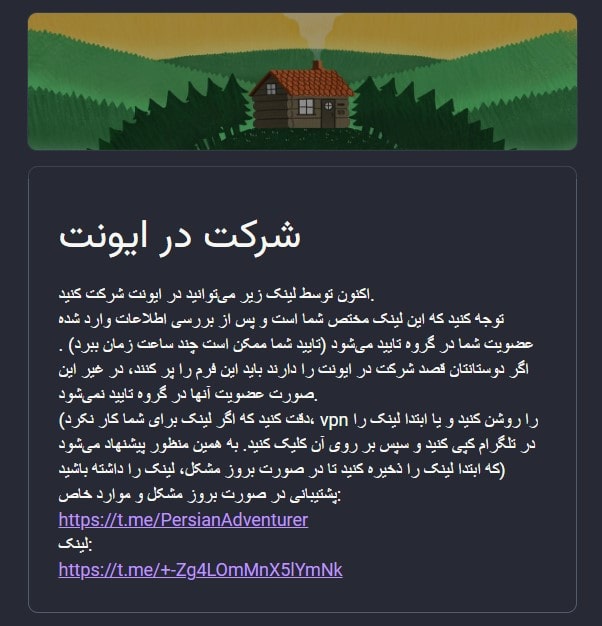 شرکت در ایونت
اکنون توسط لینک زیر می‌توانید در ایونت شرکت کنید.
توجه کنید که این لینک مختص شما است و پس از بررسی اطلاعات وارد شده
عضویت شما در گروه تایید می‌شود (تایید شما ممکن است چند ساعت زمان ببرد) .
اگر دوستانتان قصد شرکت در ایونت را دارند باید این فرم را پر کنند، در غیر این
صورت عضویت آنها در گروه تایید نمی‌شود.
(دقت کنید که اگر لینک برای شما کار نکرد، vpn را روشن کنید و یا ابتدا لینک را
در تلگرام کپی کنید و سپس بر روی آن کلیک کنید. به همین منظور پیشنهاد می‌شود
که ابتدا لینک را ذخیره کنید تا در صورت بروز مشکل، لینک را داشته باشید)
پشتیبانی در صورت بروز مشکل و موارد خاص:
https://t.me/PersianAdventurer
لینک:
https://t.me/+-Zg4LOmMnX5lYmNk